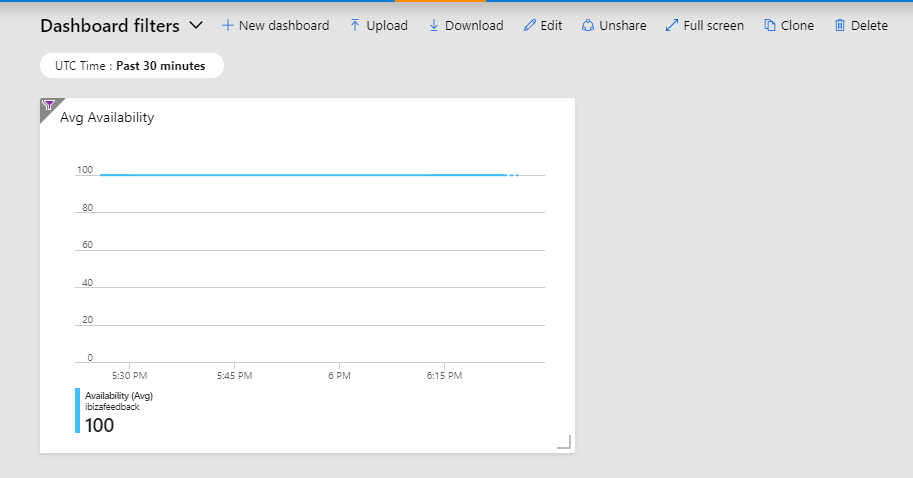 Dashboard filters
New dashboard
Upload
Download
Edit
Unshare
Full screen
Clone
Delete
UTC Time : Past 30 minutes
Avg Availability
100
80
60
40
20
0
5:30 PM
5:45 PM
6 PM
6:15 PM
Availability (Avg)
ibizafeedback
100